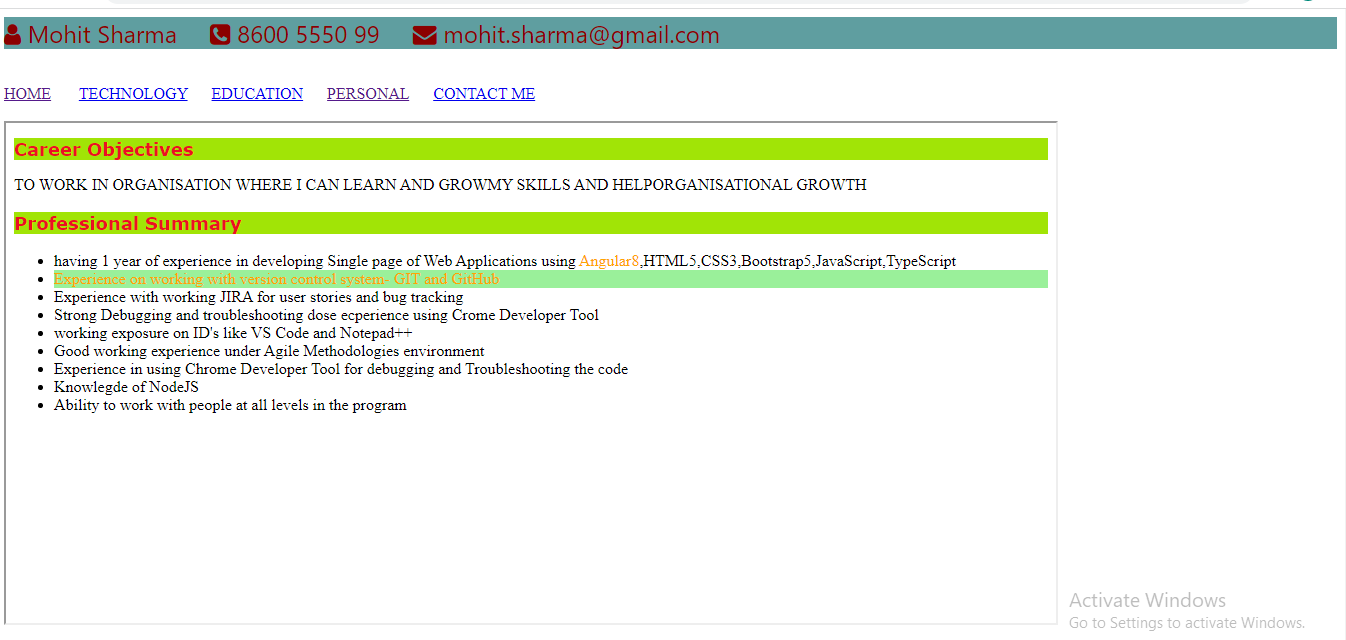 Mohit Sharma 8600 5550 99 mohit.sharma@gmail.com
HOME TECHNOLOGY EDUCATION PERSONAL CONTACT ME
Career Objectives
TO WORK IN ORGANISATION WHERE I CAN LEARN AND GROWMY SKILLS AND HELPORGANISATIONAL GROWTH
Professional Summary
having 1 year of experience in developing Single page of Web Applications using Angular8,HTML5,CSS3,Bootstrap5,JavaScript,TypeScript
Experience on working with version control system- GIT and GitHub
Experience with working JIRA for user stories and bug tracking
Strong Debugging and troubleshooting dose ecperience using Crome Developer Tool
working exposure on ID's like VS Code and Notepad++
Good working experience under Agile Methodologies environment
Experience in using Chrome Developer Tool for debugging and Troubleshooting the code
Knowlegde of NodeJS
Ability to work with people at all levels in the program
Activate Windows
Go to Settings to activate Windows.